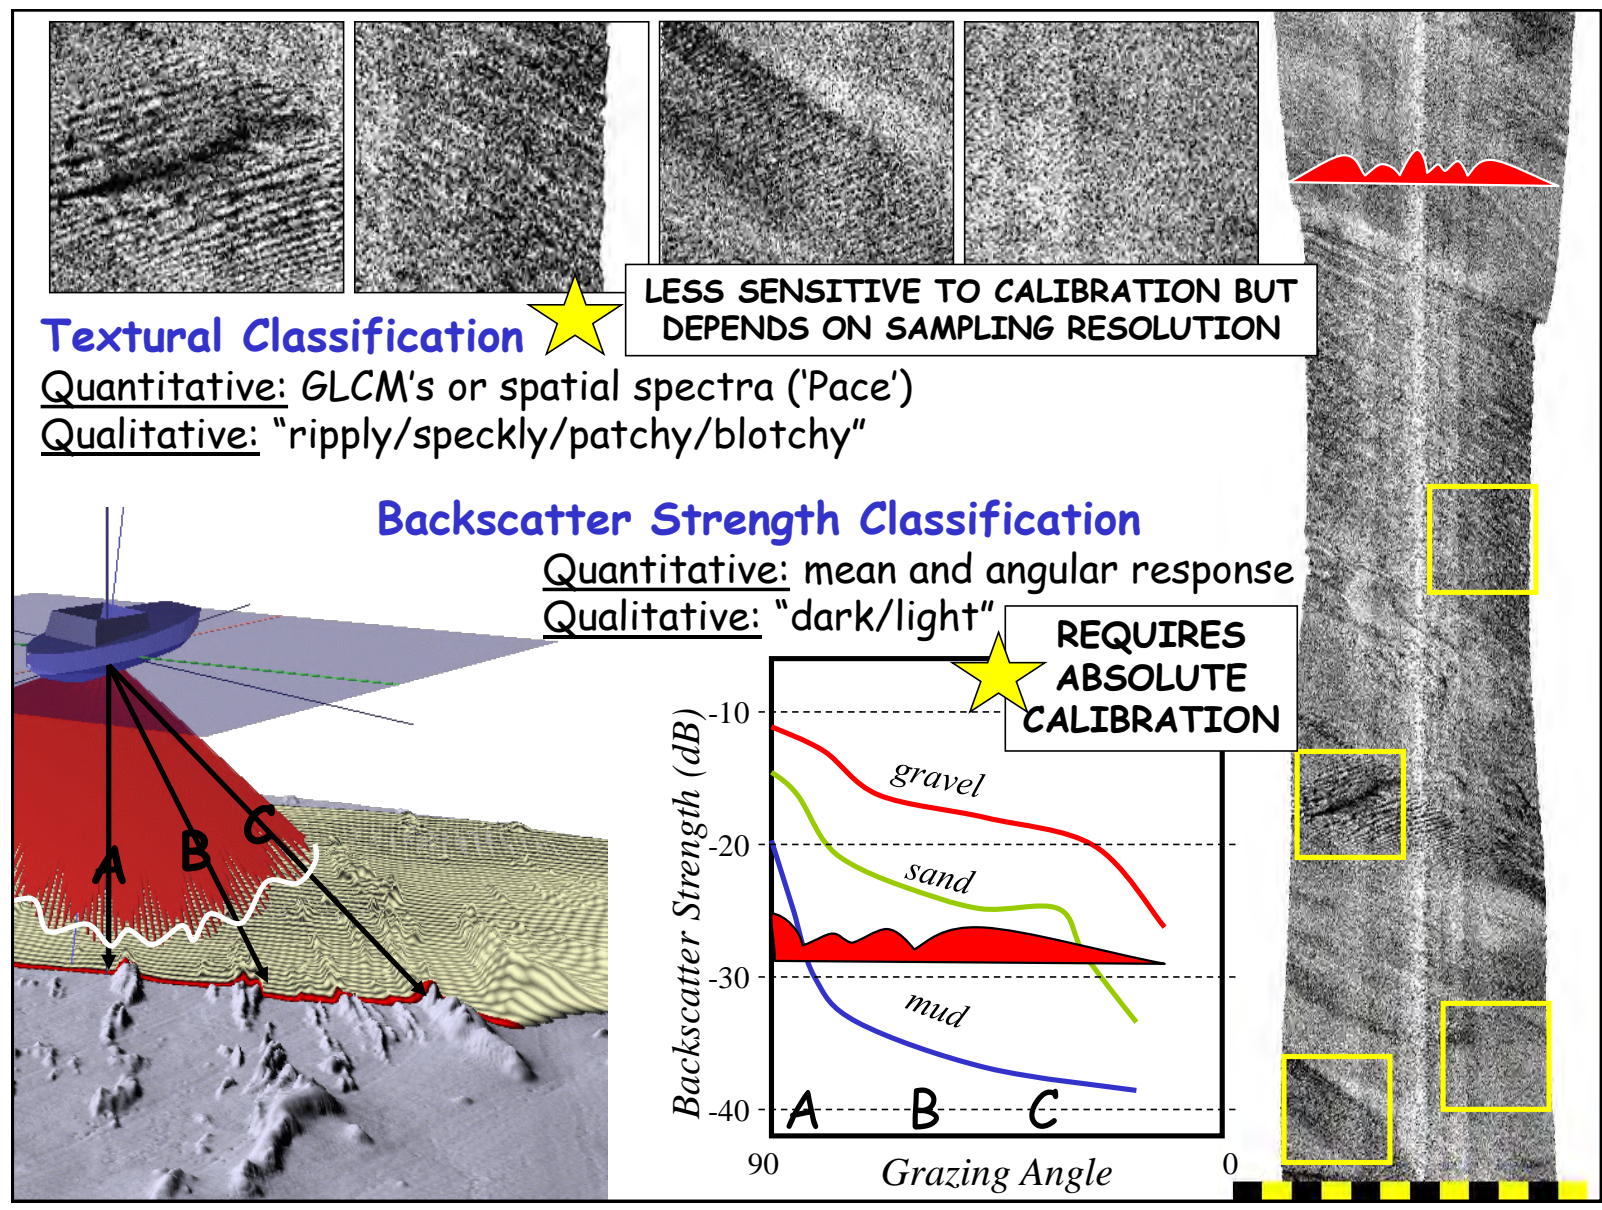 LESS SENSITIVE TO CALIBRATION BUT
DEPENDS ON SAMPLING RESOLUTION
Textural Classification
Quantitative: GLCM's or spatial spectra ('Pace')
Qualitative: “ripply/speckly/patchy/blotchy”
Backscatter Strength Classification
Quantitative: mean and angular response
Qualitative: “dark/light”
REQUIRES
ABSOLUTE
CALIBRATION
A
B
C
Backscatter Strength (dB)
-10
-20
-30
-40
gravel
sand
mud
A B C
90
Grazing Angle
0